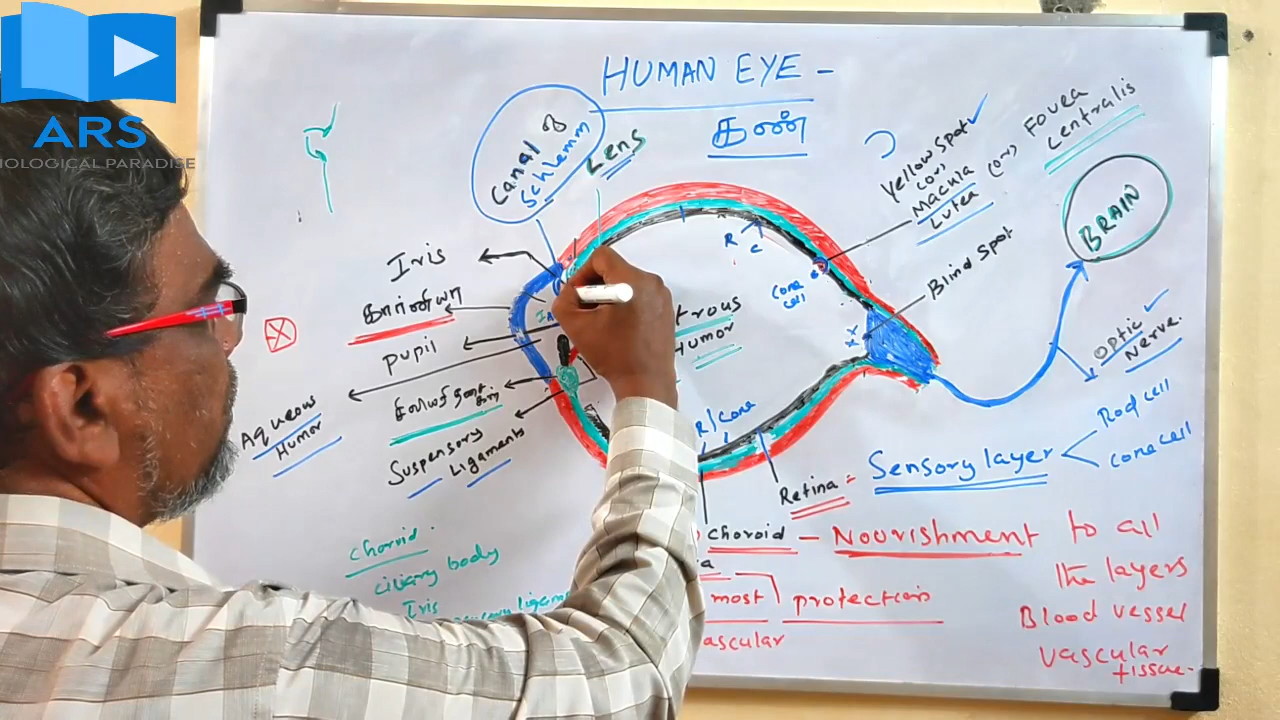 ARS
IOLOGICAL PARADISE
HUMAN EYE -
கண்
Canal of
Schlemm
Lens
Yellow Spot
(or)
Macula (or) Fovea
Lutea Centralis
BRAIN
Blind Spot
Optic
Nerve.
Iris
pupil
Aqueous
Humor
Suspensory
Ligaments
trous
Humor
R
C
Cone
cell
R/Cone
Retina =
Sensory layer
Rod cell
cone cell
choroid - Nourishment to all
the layers
Blood vessel
vascular
tissue-
most protection
ascular
choroid
ciliary body
Iris